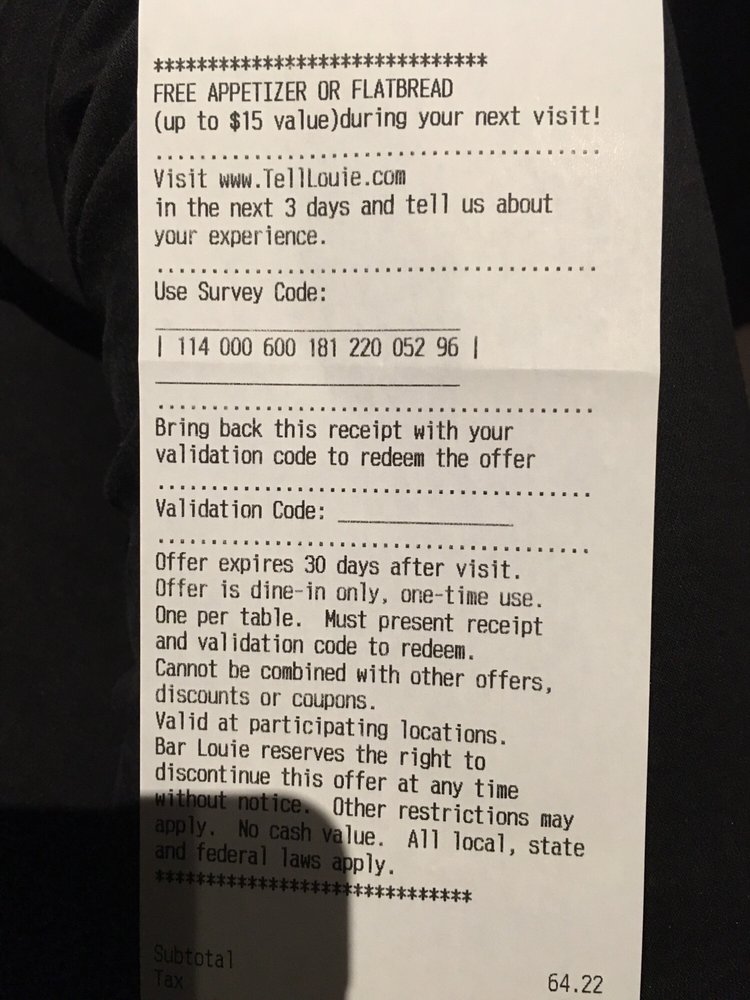 *******************************
FREE APPETIZER OR FLATBREAD
(up to $15 value)during your next visit!
.........................................
Visit www.TellLouie.com
in the next 3 days and tell us about
your experience.
.........................................
Use Survey Code:
| 114 000 600 181 220 052 96 |
.........................................
Bring back this receipt with your
validation code to redeem the offer
.........................................
Validation Code: ________________
.........................................
Offer expires 30 days after visit.
Offer is dine-in only, one-time use.
One per table. Must present receipt
and validation code to redeem.
Cannot be combined with other offers,
discounts or coupons.
Valid at participating locations.
Bar Louie reserves the right to
discontinue this offer at any time
without notice. Other restrictions may
apply. No cash value. All local, state
and federal laws apply.
*******************************
Subtotal 64.22
Tax